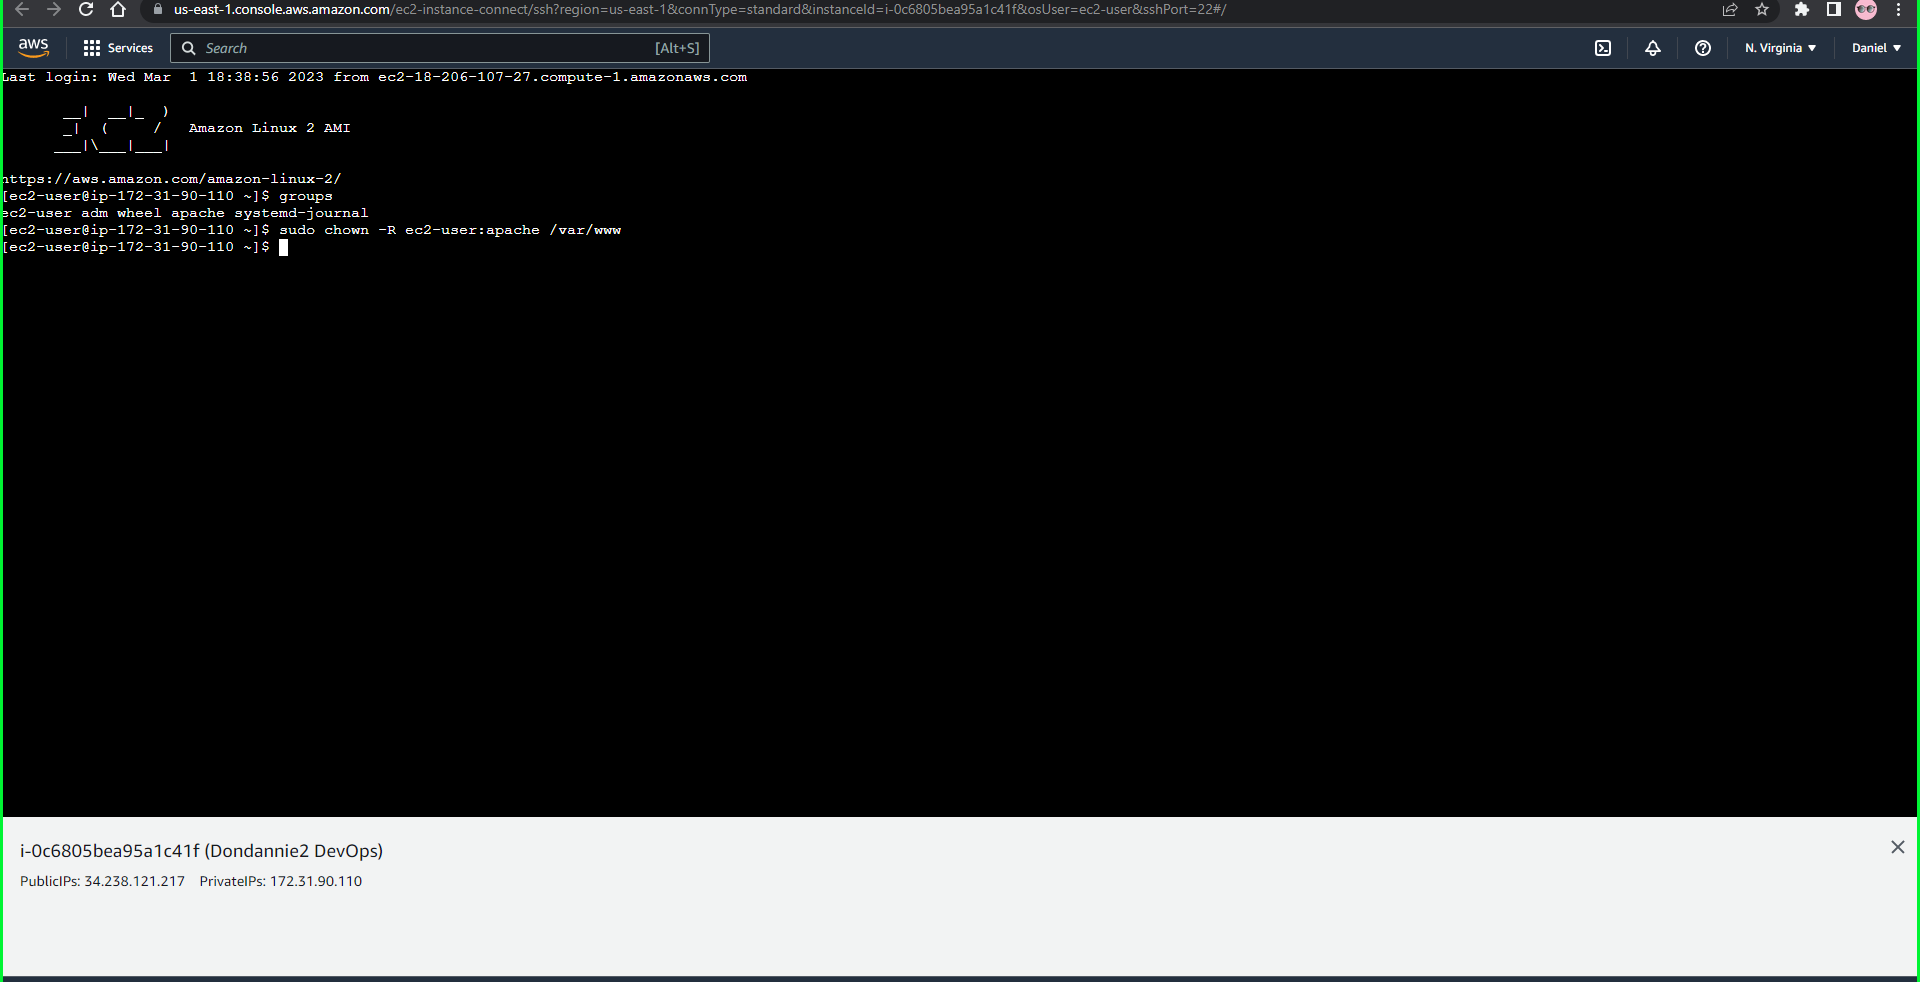 us-east-1.console.aws.amazon.com/ec2-instance-connect/ssh?region=us-east-1&connType=standard&instanceId=i-0c6805bea95a1c41f&osUser=ec2-user&sshPort=22#/
aws Services Search [Alt+S] N. Virginia Daniel
Last login: Wed Mar  1 18:38:56 2023 from ec2-18-206-107-27.compute-1.amazonaws.com
       __|  __|_  )
       _|  (     /   Amazon Linux 2 AMI
      ___|\___|___|
https://aws.amazon.com/amazon-linux-2/
[ec2-user@ip-172-31-90-110 ~]$ groups
ec2-user adm wheel apache systemd-journal
[ec2-user@ip-172-31-90-110 ~]$ sudo chown -R ec2-user:apache /var/www
[ec2-user@ip-172-31-90-110 ~]$
i-0c6805bea95a1c41f (Dondannie2 DevOps)
PublicIPs: 34.238.121.217 PrivateIPs: 172.31.90.110